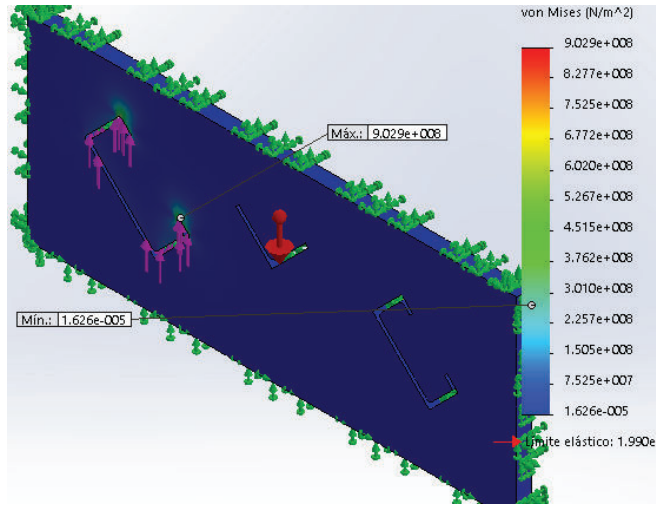 von Mises (N/m^2)
9.029e+008
8.277e+008
7.525e+008
6.772e+008
6.020e+008
5.267e+008
4.515e+008
3.762e+008
3.010e+008
2.257e+008
1.505e+008
7.525e+007
1.626e-005
Límite elástico: 1.990e
Máx.: 9.029e+008
Mín.: 1.626e-005